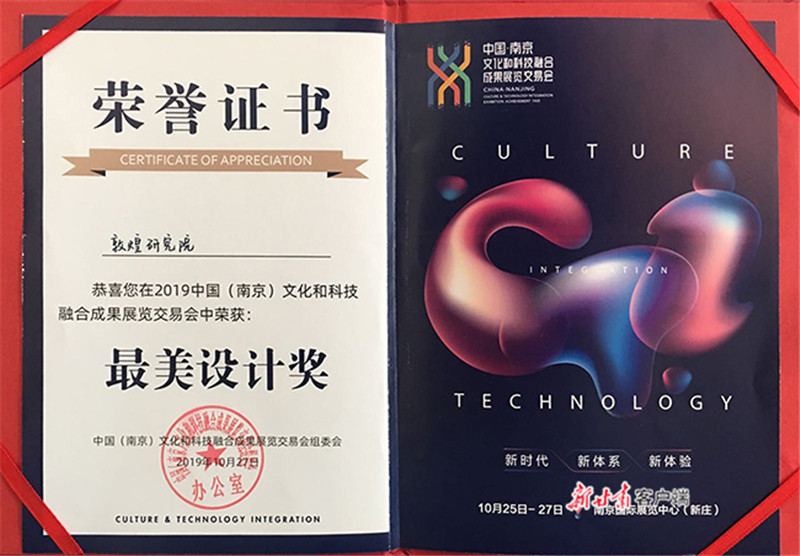 荣誉证书
CERTIFICATE OF APPRECIATION
敦煌研究院
恭喜您在2019中国（南京）文化和科技
融合成果展览交易会中荣获：
最美设计奖
中国（南京）文化和科技融合成果展览交易会组委会
2019年10月27日
办公室
CULTURE & TECHNOLOGY INTEGRATION
中国·南京
文化和科技融合
成果展览交易会
CHINA·NANJING
CULTURE & TECHNOLOGY INTEGRATION
EXHIBITION ACHIEVEMENT FAIR
CULTURE
INTEGRATION
TECHNOLOGY
新时代 新体系 新体验
10月25日-27日 南京国际展览中心（新庄）
新甘肃客户端